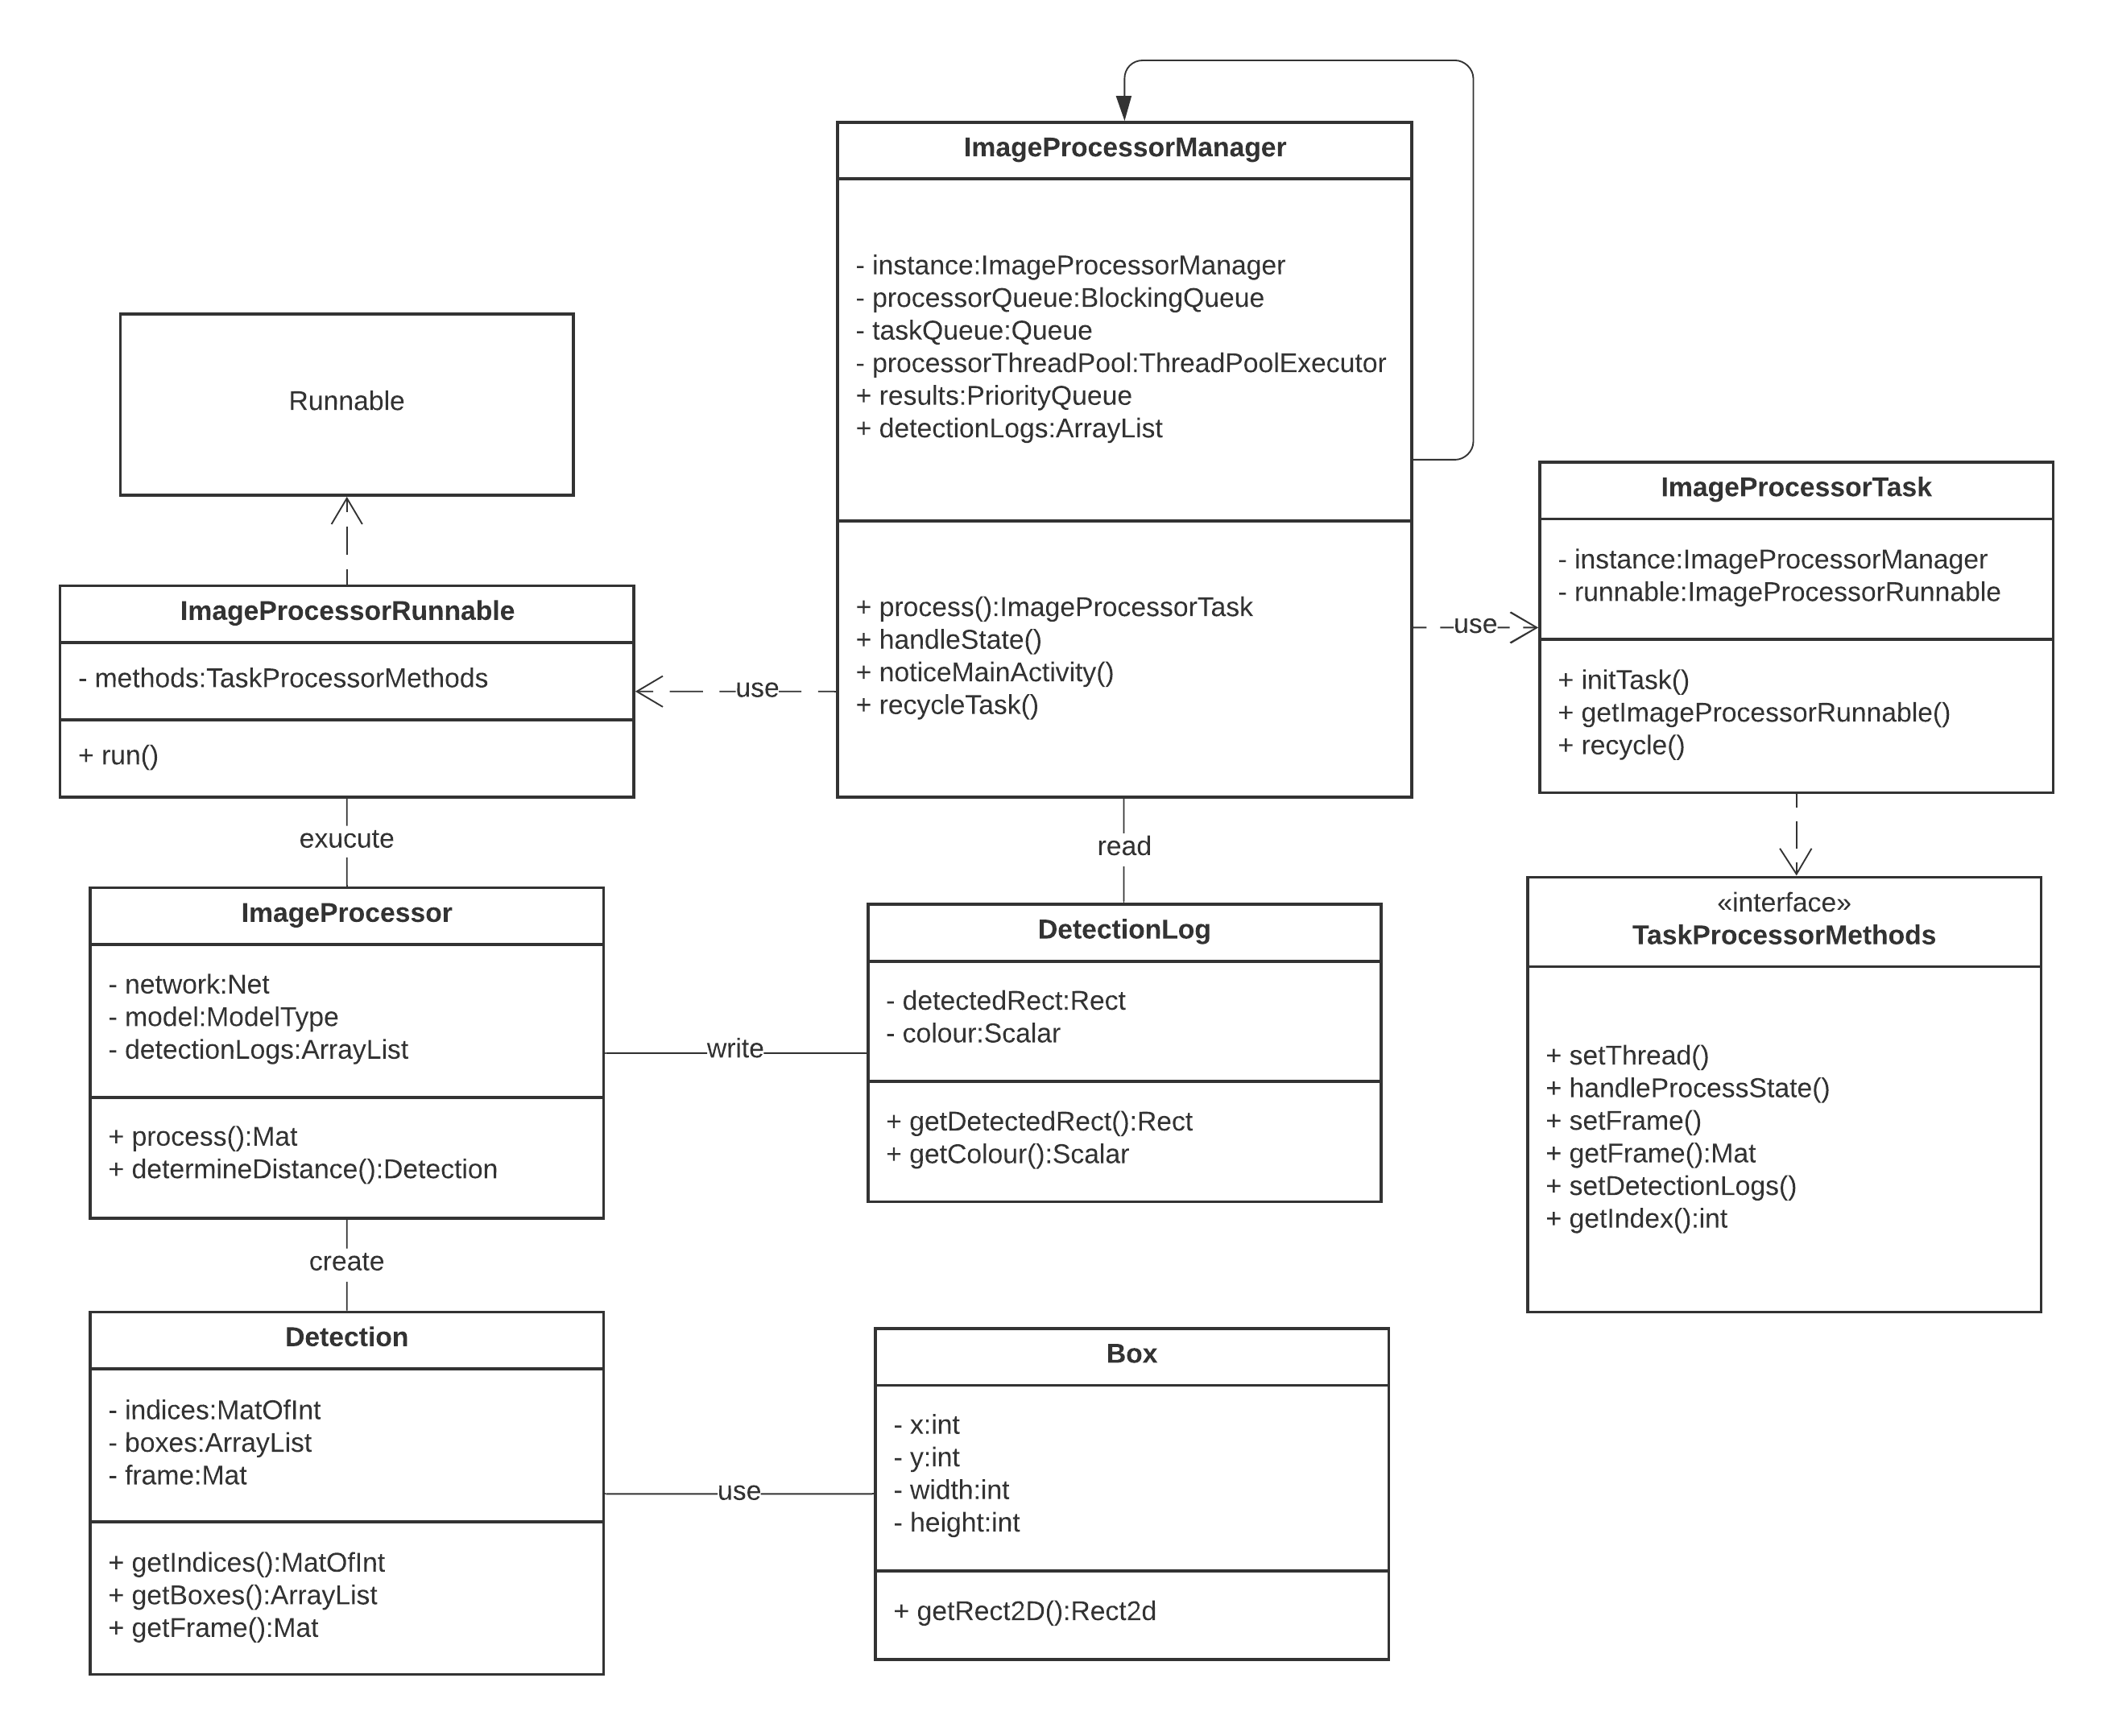 ImageProcessorManager
- instance:ImageProcessorManager
- processorQueue:BlockingQueue
- taskQueue:Queue
- processorThreadPool:ThreadPoolExecutor
+ results:PriorityQueue
+ detectionLogs:ArrayList
+ process():ImageProcessorTask
+ handleState()
+ noticeMainActivity()
+ recycleTask()
Runnable
ImageProcessorRunnable
- methods:TaskProcessorMethods
+ run()
use
use
ImageProcessorTask
- instance:ImageProcessorManager
- runnable:ImageProcessorRunnable
+ initTask()
+ getImageProcessorRunnable()
+ recycle()
exucute
read
ImageProcessor
- network:Net
- model:ModelType
- detectionLogs:ArrayList
+ process():Mat
+ determineDistance():Detection
write
DetectionLog
- detectedRect:Rect
- colour:Scalar
+ getDetectedRect():Rect
+ getColour():Scalar
«interface»
TaskProcessorMethods
+ setThread()
+ handleProcessState()
+ setFrame()
+ getFrame():Mat
+ setDetectionLogs()
+ getIndex():int
create
Detection
- indices:MatOfInt
- boxes:ArrayList
- frame:Mat
+ getIndices():MatOfInt
+ getBoxes():ArrayList
+ getFrame():Mat
use
Box
- x:int
- y:int
- width:int
- height:int
+ getRect2D():Rect2d